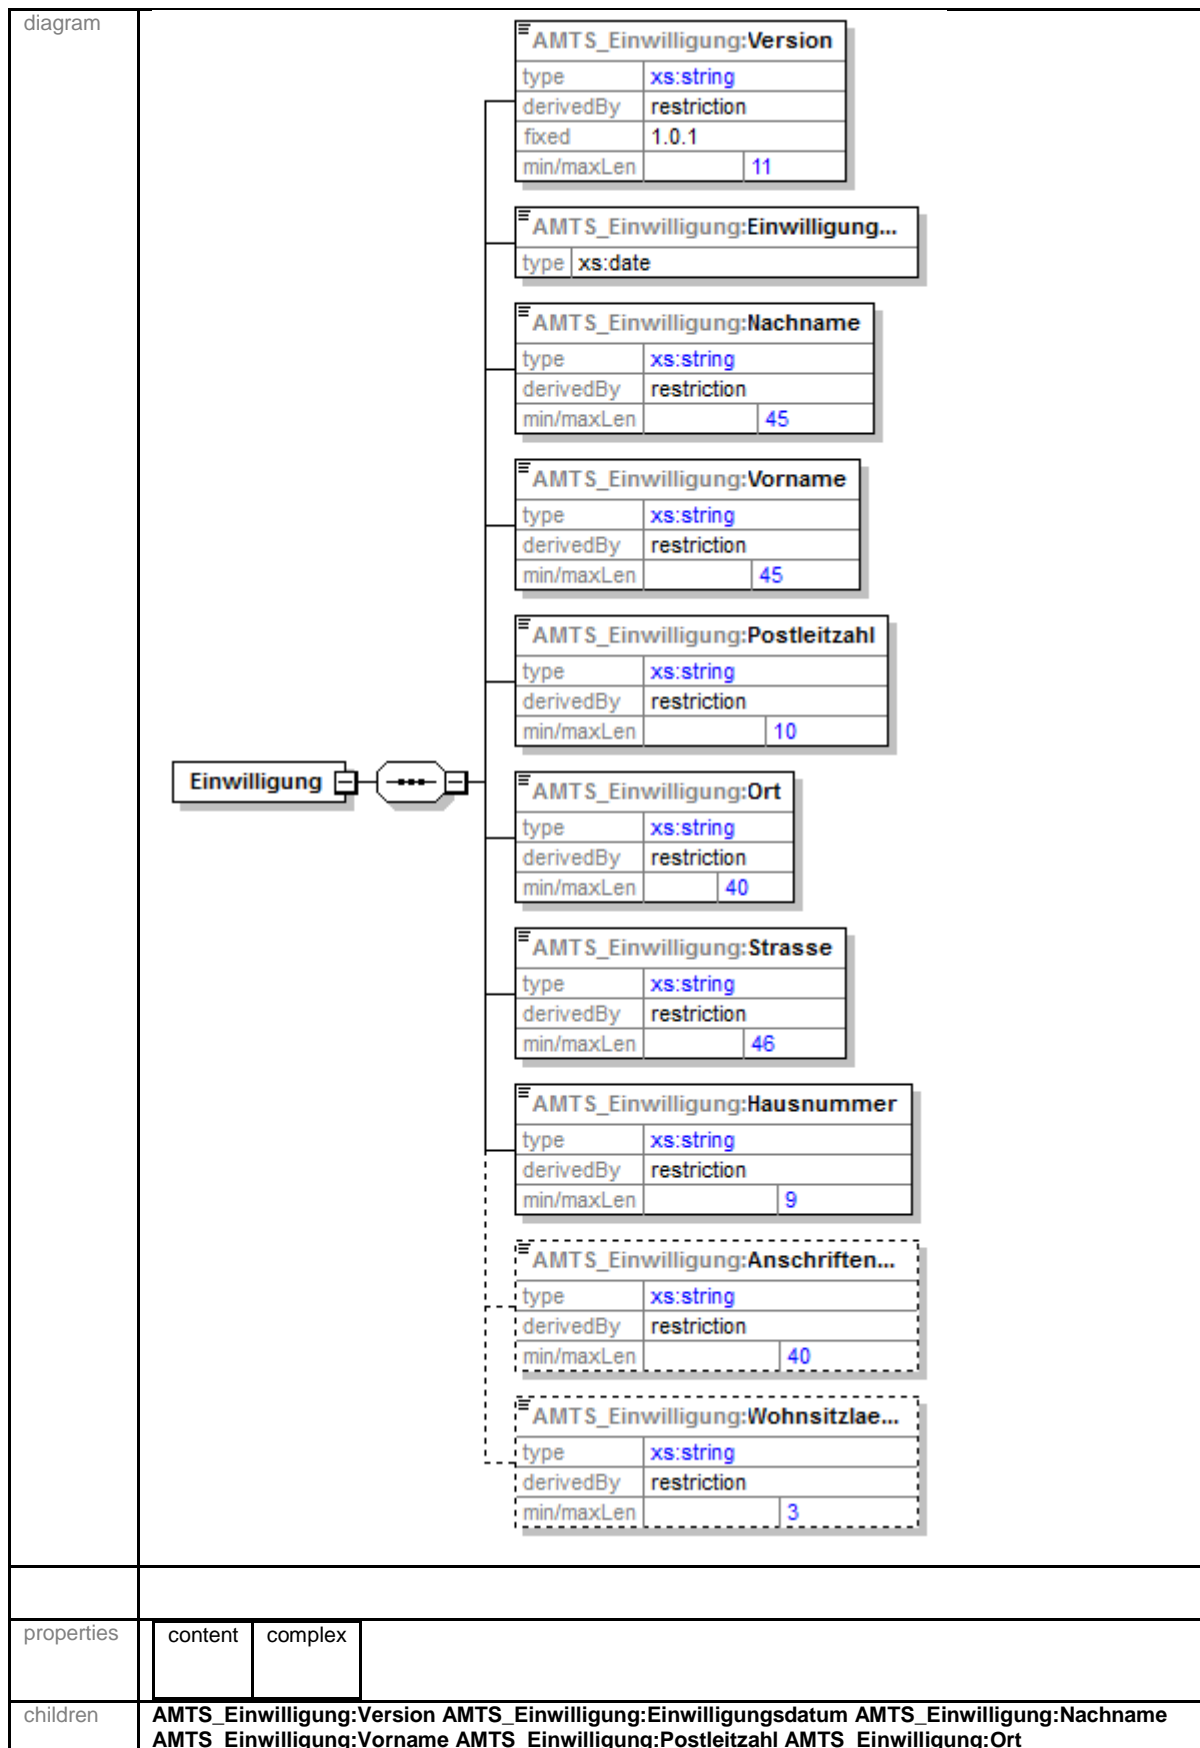 diagram
AMTS_Einwilligung:Version
type xs:string
derivedBy restriction
fixed 1.0.1
min/maxLen 11
AMTS_Einwilligung:Einwilligung...
type xs:date
AMTS_Einwilligung:Nachname
type xs:string
derivedBy restriction
min/maxLen 45
AMTS_Einwilligung:Vorname
type xs:string
derivedBy restriction
min/maxLen 45
AMTS_Einwilligung:Postleitzahl
type xs:string
derivedBy restriction
min/maxLen 10
Einwilligung
AMTS_Einwilligung:Ort
type xs:string
derivedBy restriction
min/maxLen 40
AMTS_Einwilligung:Strasse
type xs:string
derivedBy restriction
min/maxLen 46
AMTS_Einwilligung:Hausnummer
type xs:string
derivedBy restriction
min/maxLen 9
AMTS_Einwilligung:Anschriften...
type xs:string
derivedBy restriction
min/maxLen 40
AMTS_Einwilligung:Wohnsitzlae...
type xs:string
derivedBy restriction
min/maxLen 3
properties content complex
children AMTS_Einwilligung:Version AMTS_Einwilligung:Einwilligungsdatum AMTS_Einwilligung:Nachname
AMTS_Einwilligung:Vorname AMTS_Einwilligung:Postleitzahl AMTS_Einwilligung:Ort